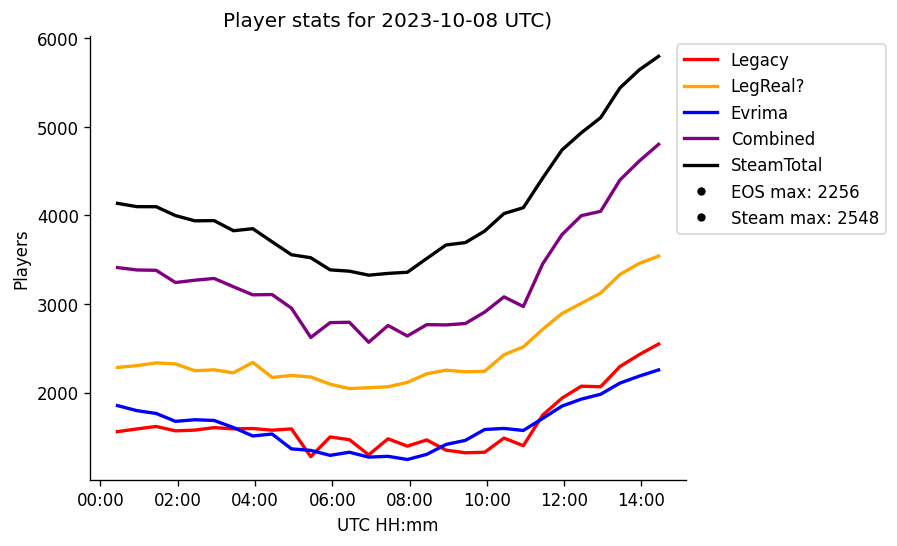 Player stats for 2023-10-08 UTC)
6000
5000
4000
3000
2000
Players
00:00 02:00 04:00 06:00 08:00 10:00 12:00 14:00
UTC HH:mm
Legacy
LegReal?
Evrima
Combined
SteamTotal
EOS max: 2256
Steam max: 2548